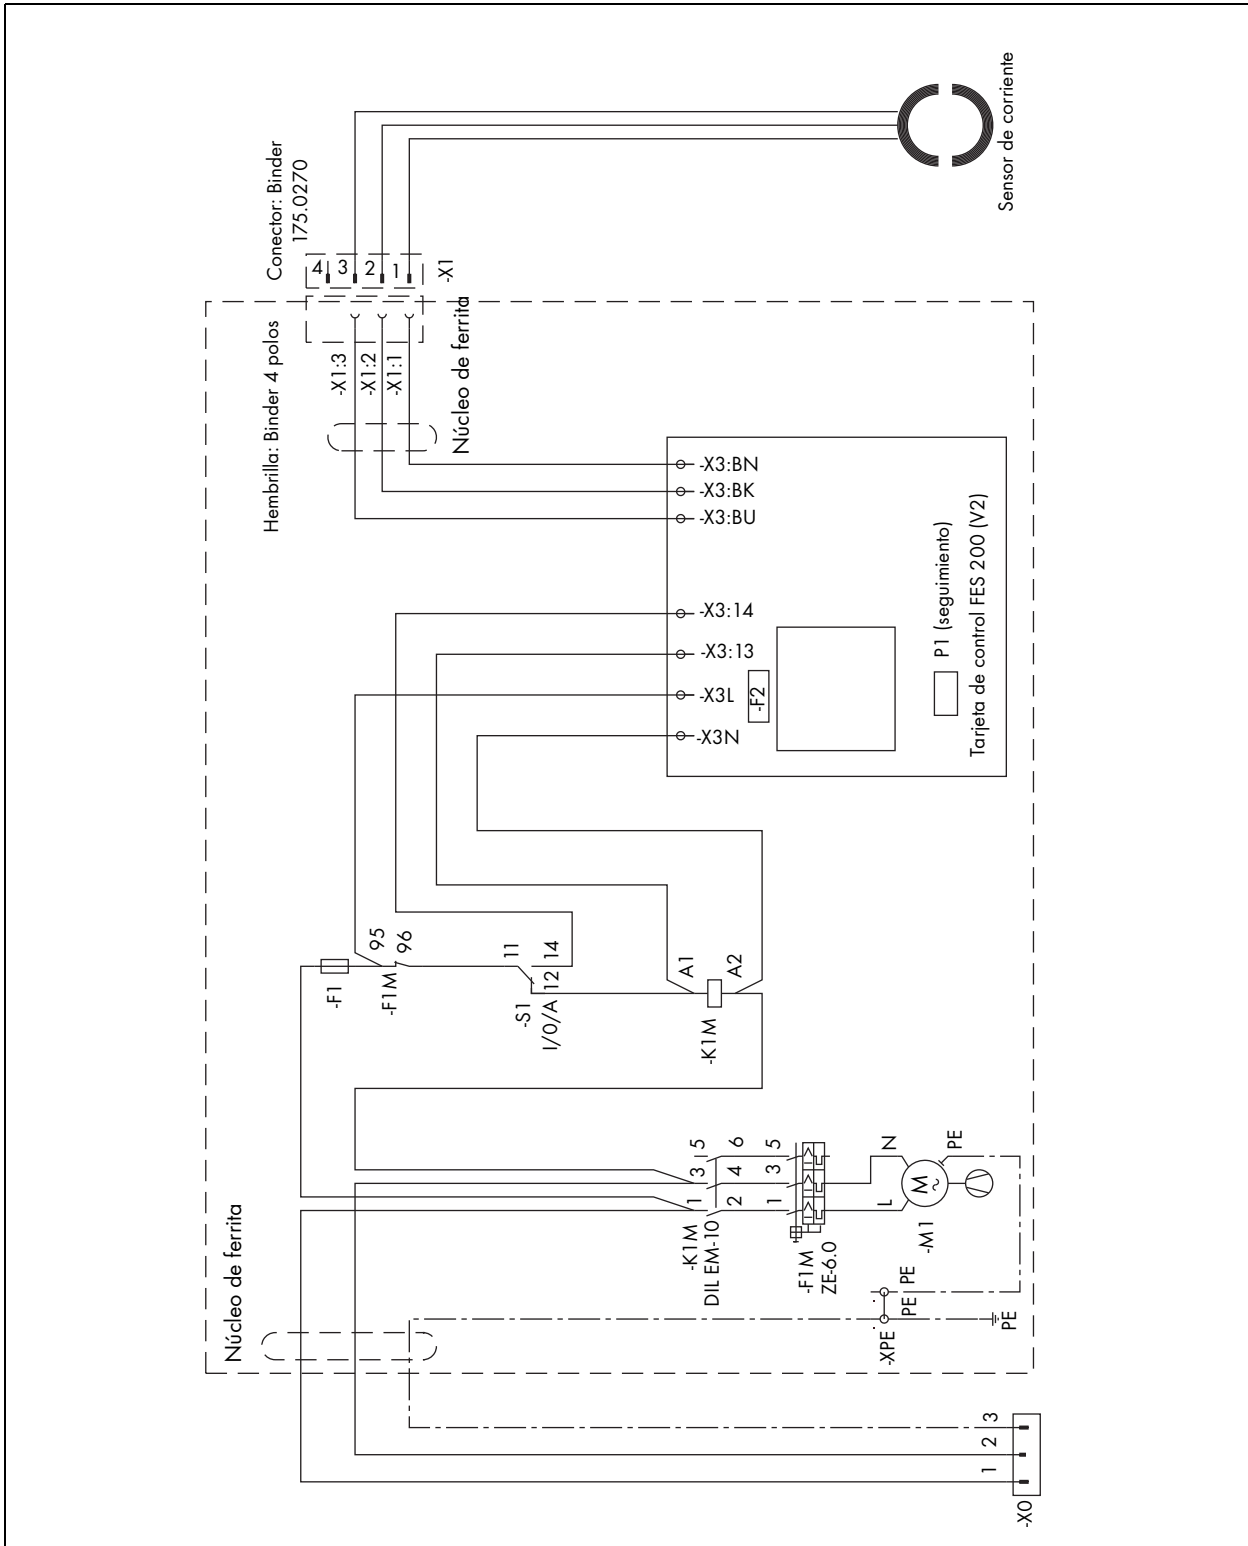 Sensor de corriente
Conector: Binder
175.0270
4
3
2
1
-X1
Hembrilla: Binder 4 polos
-X1:3
-X1:2
-X1:1
Núcleo de ferrita
-X3:BN
-X3:BK
-X3:BU
-X3:14
-X3:13
-X3L
-X3N
-F2
P1 (seguimiento)
Tarjeta de control FES 200 (V2)
-F1
95
96
-F1M
11
12
14
-S1
I/0/A
A1
A2
-K1M
1
3
5
2
4
6
-K1M
DIL EM-10
1
3
5
-F1M
ZE-6.0
L
N
PE
M
~
-M1
PE
PE
-XPE
PE
Núcleo de ferrita
1
2
3
-X0